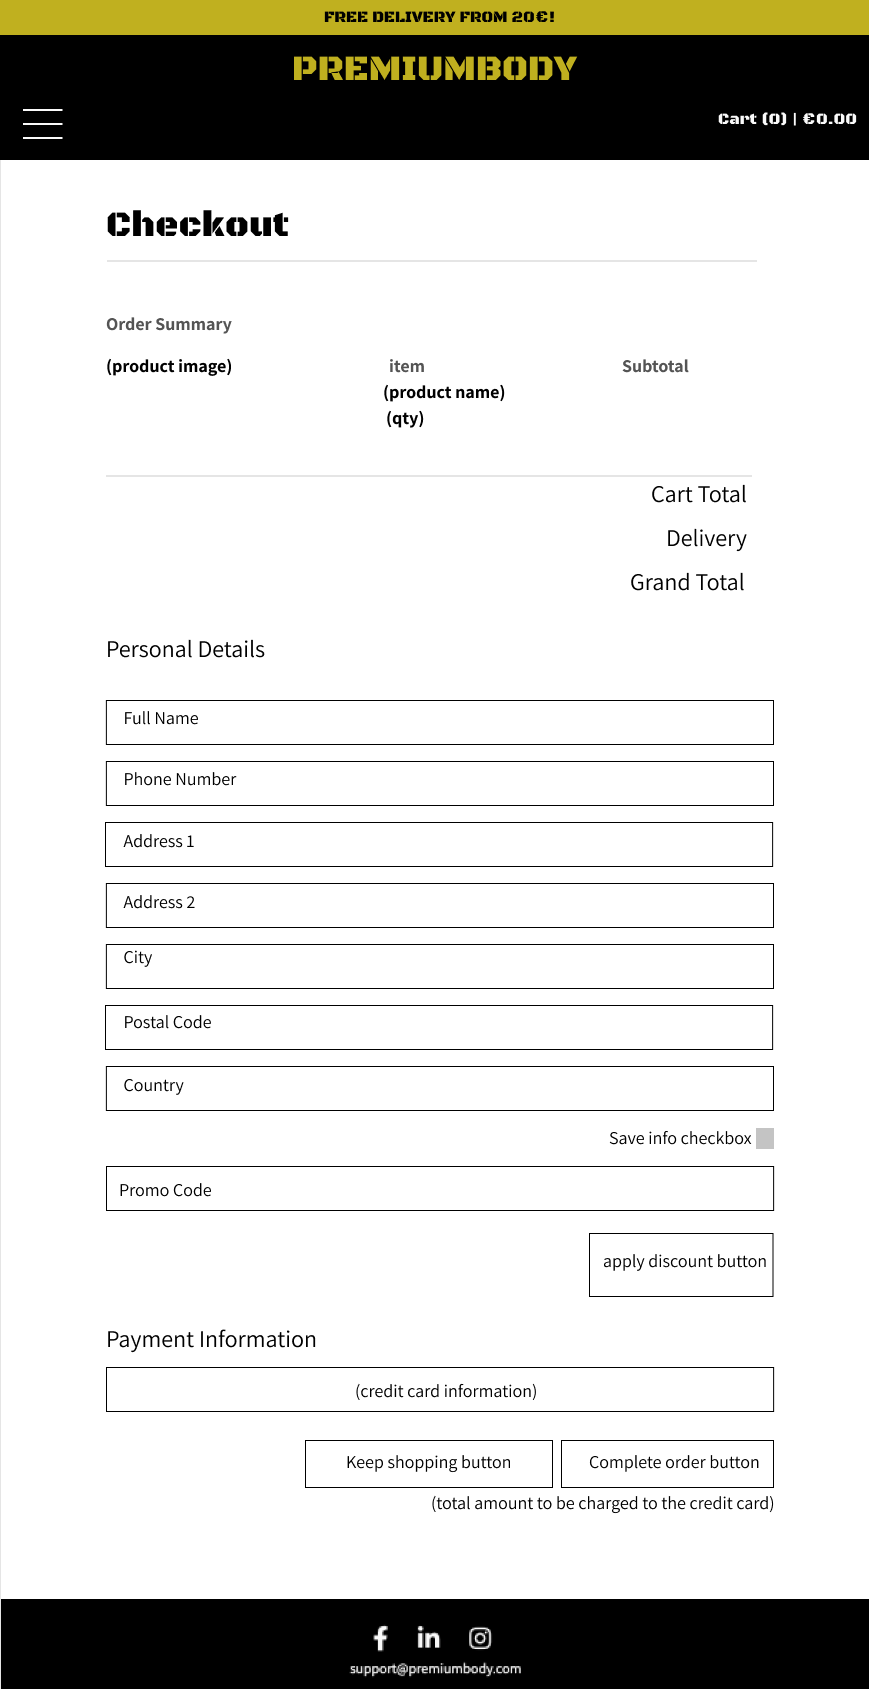 FREE DELIVERY FROM 20€!
PREMIUMBODY
Cart (0) | €0.00
Checkout
Order Summary
(product image) item Subtotal
(product name)
(qty)
Cart Total
Delivery
Grand Total
Personal Details
Full Name
Phone Number
Address 1
Address 2
City
Postal Code
Country
Save info checkbox
Promo Code
apply discount button
Payment Information
(credit card information)
Keep shopping button Complete order button
(total amount to be charged to the credit card)
support@premiumbody.com